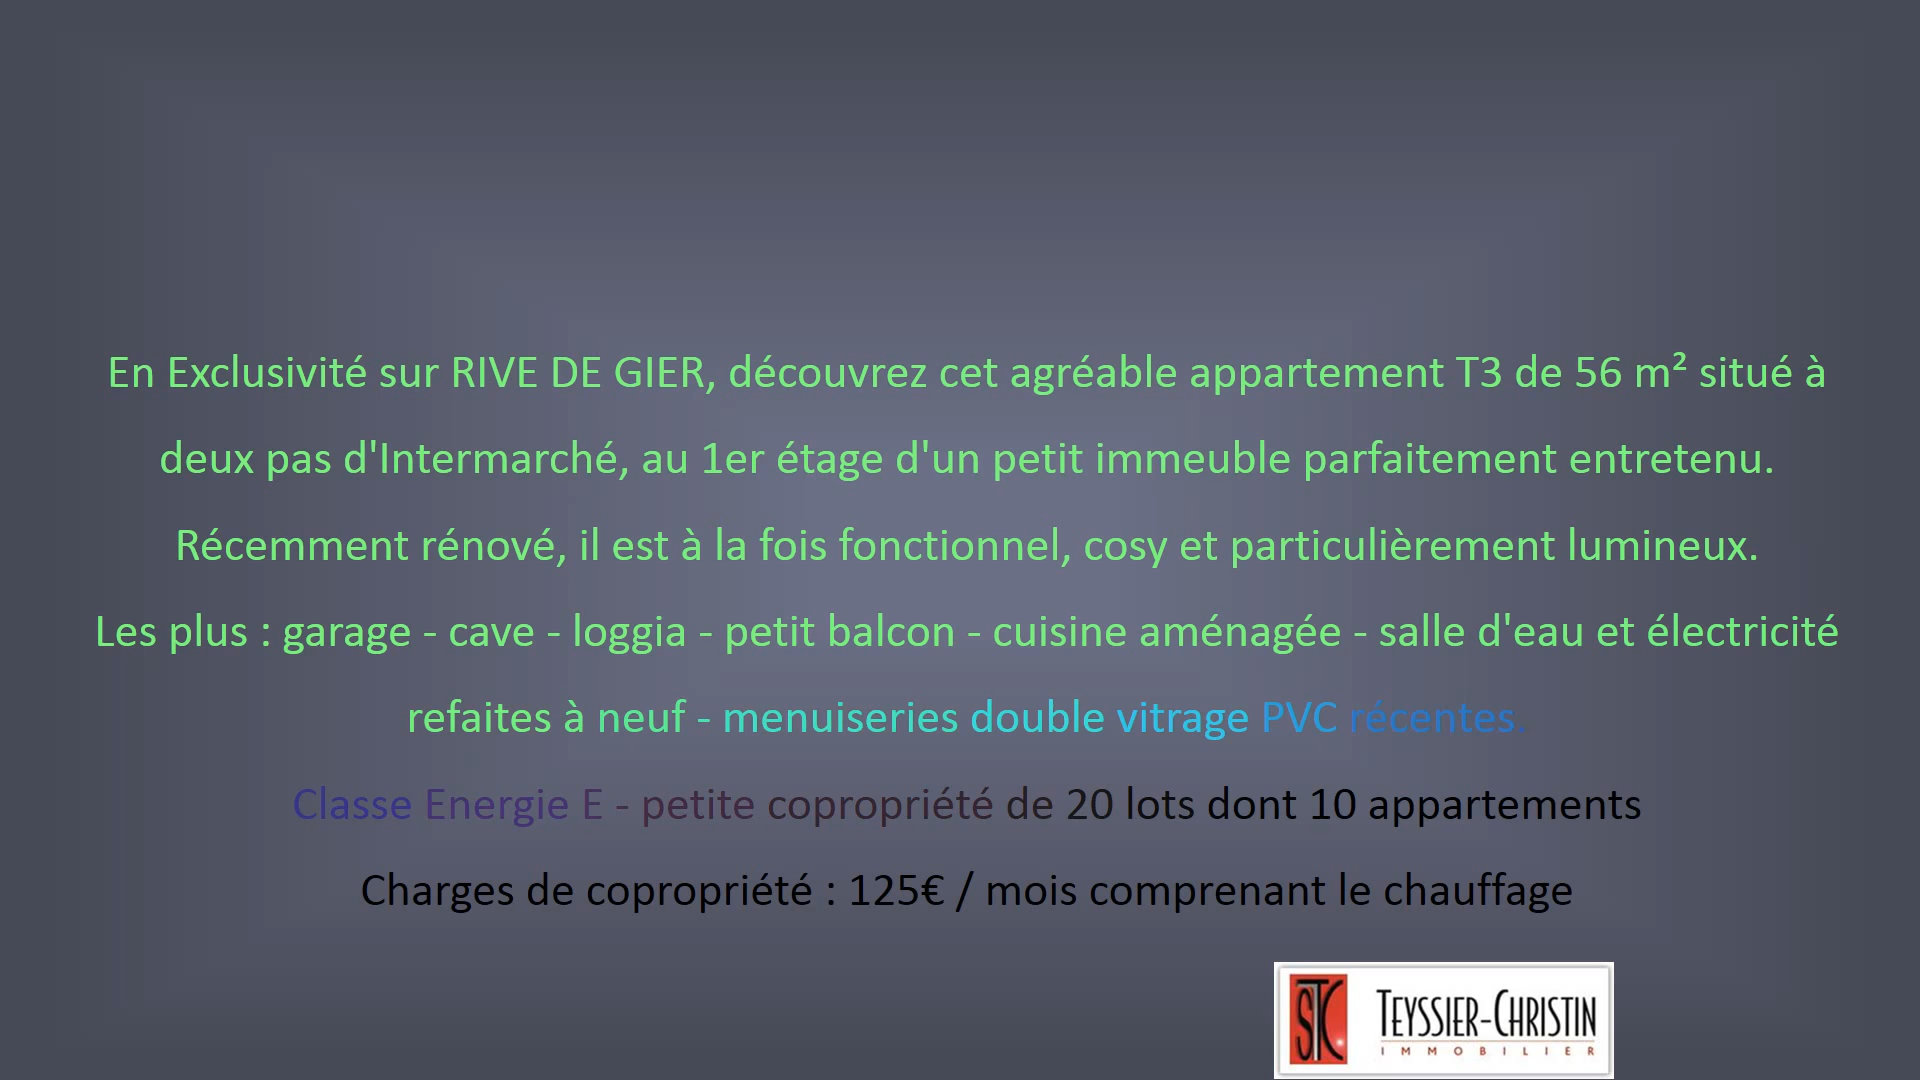 En Exclusivité sur RIVE DE GIER, découvrez cet agréable appartement T3 de 56 m² situé à
deux pas d'Intermarché, au 1er étage d'un petit immeuble parfaitement entretenu.
Récemment rénové, il est à la fois fonctionnel, cosy et particulièrement lumineux.
Les plus : garage - cave - loggia - petit balcon - cuisine aménagée - salle d'eau et électricité
refaites à neuf - menuiseries double vitrage PVC récentes.
Classe Energie E - petite copropriété de 20 lots dont 10 appartements
Charges de copropriété : 125€ / mois comprenant le chauffage
STC TEYSSIER-CHRISTIN
IMMOBILIER